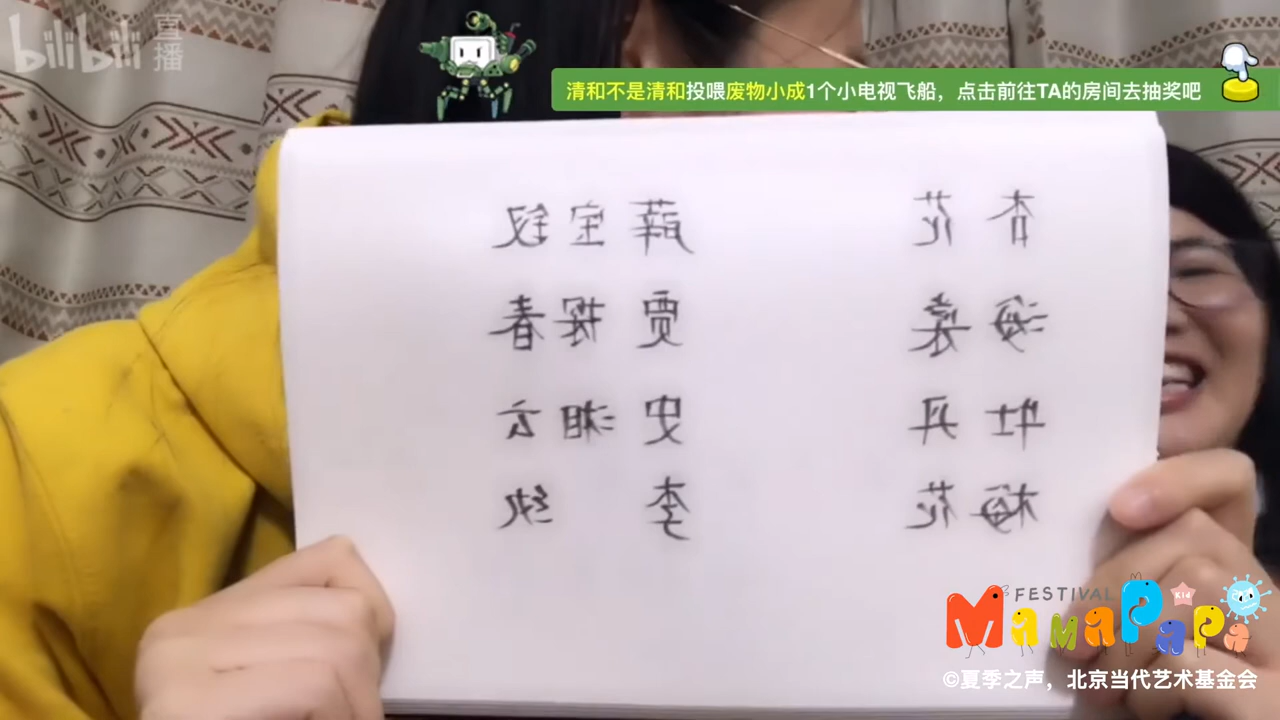 bilibili 直播
清和不是清和投喂废物小成1个小电视飞船，点击前往TA的房间去抽奖吧
杏花 薛宝钗
海棠 贾探春
牡丹 史湘云
梅花 李纨
FESTIVAL
MamaPapa
Kid
©夏季之声，北京当代艺术基金会